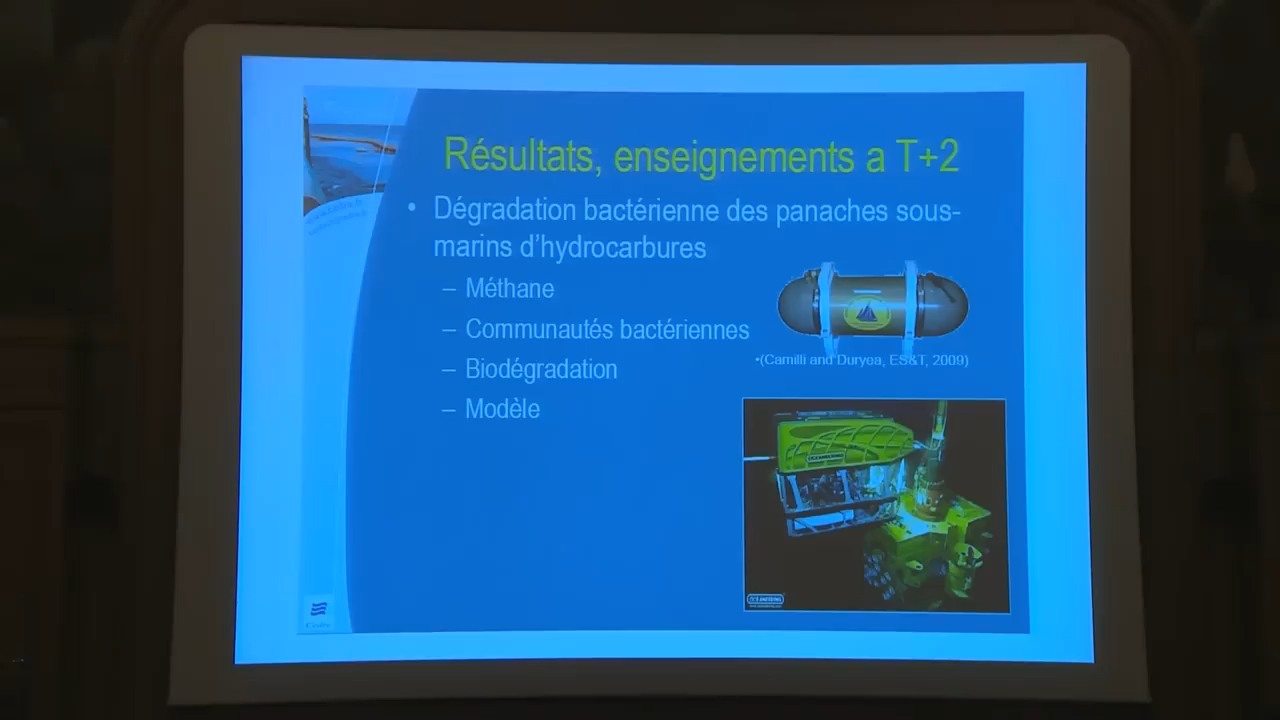 Résultats, enseignements a T+2
• Dégradation bactérienne des panaches sous-
marins d'hydrocarbures
– Méthane
– Communautés bactériennes
– Biodégradation
– Modèle
•(Camilli and Duryea, ES&T, 2009)